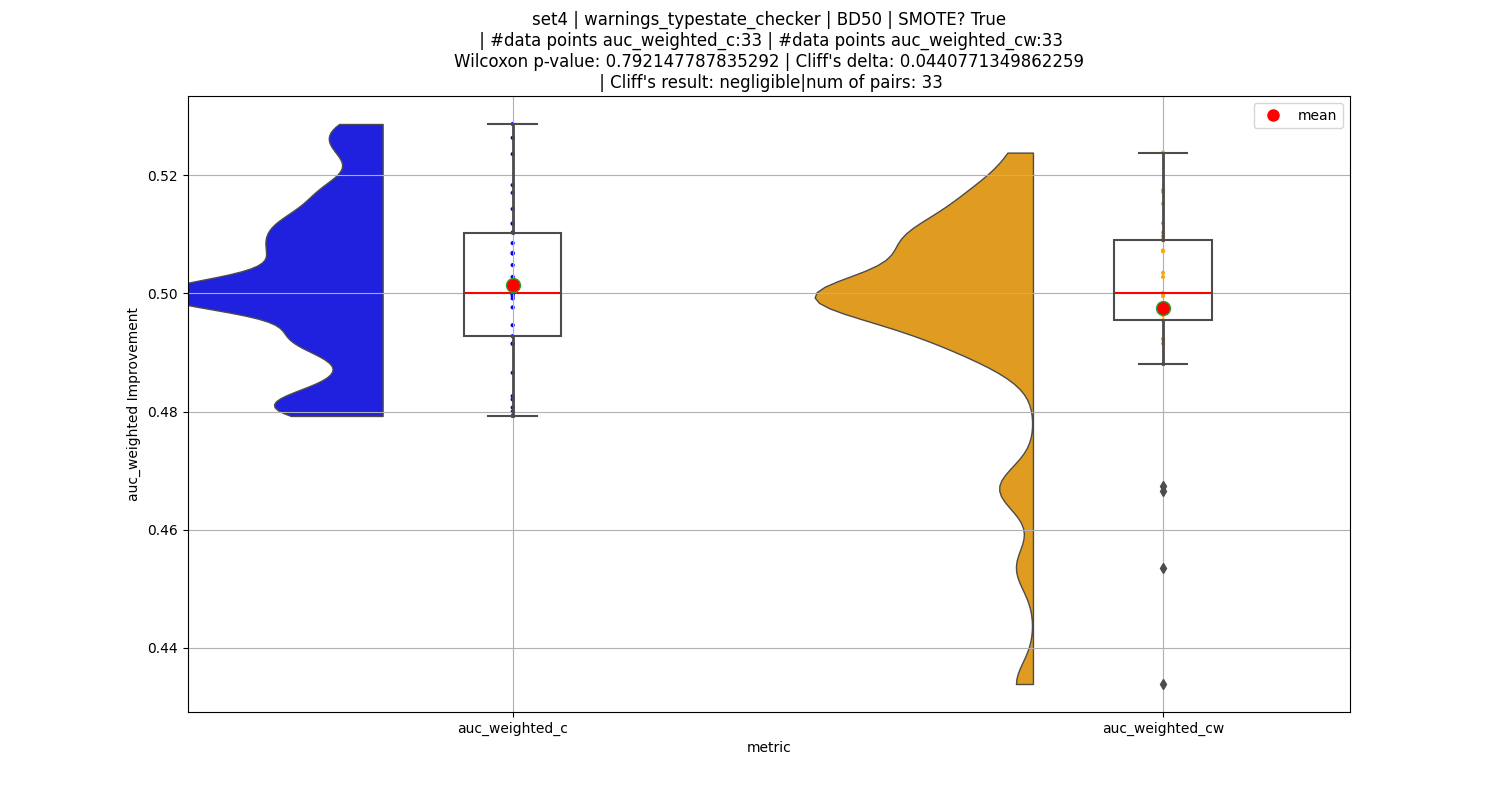 set4 | warnings_typestate_checker | BD50 | SMOTE? True
| #data points auc_weighted_c:33 | #data points auc_weighted_cw:33
Wilcoxon p-value: 0.792147787835292 | Cliff's delta: 0.0440771349862259
| Cliff's result: negligible|num of pairs: 33
mean
0.52
0.50
0.48
0.46
0.44
auc_weighted Improvement
auc_weighted_c
auc_weighted_cw
metric